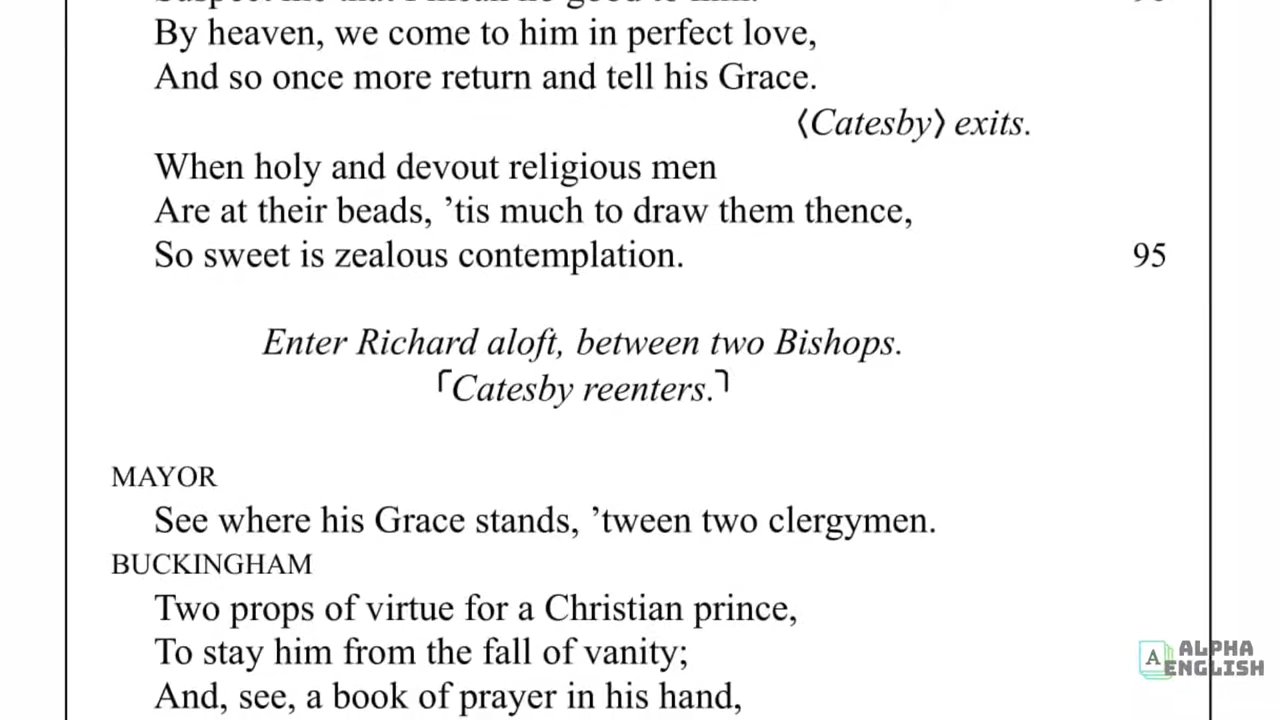 By heaven, we come to him in perfect love,
And so once more return and tell his Grace.
⟨Catesby⟩ exits.
When holy and devout religious men
Are at their beads, ’tis much to draw them thence,
So sweet is zealous contemplation. 95
Enter Richard aloft, between two Bishops.
⌜Catesby reenters.⌝
MAYOR
See where his Grace stands, ’tween two clergymen.
BUCKINGHAM
Two props of virtue for a Christian prince,
To stay him from the fall of vanity;
And, see, a book of prayer in his hand,
A ALPHA
ENGLISH